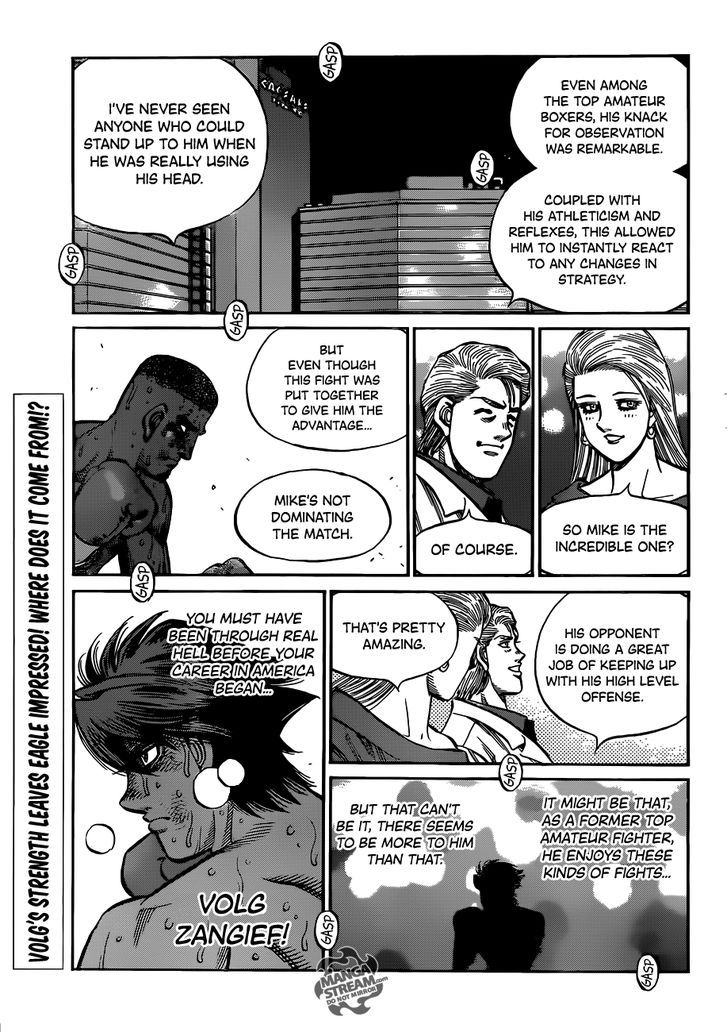 GASP
EVEN AMONG
THE TOP AMATEUR
BOXERS, HIS KNACK
FOR OBSERVATION
WAS REMARKABLE.
COUPLED WITH
HIS ATHLETICISM AND
REFLEXES, THIS ALLOWED
HIM TO INSTANTLY REACT
TO ANY CHANGES IN
STRATEGY.
GASP
CAESARS
I'VE NEVER SEEN
ANYONE WHO COULD
STAND UP TO HIM WHEN
HE WAS REALLY USING
HIS HEAD.
GASP
GASP
SO MIKE IS THE
INCREDIBLE ONE?
OF COURSE.
BUT
EVEN THOUGH
THIS FIGHT WAS
PUT TOGETHER
TO GIVE HIM THE
ADVANTAGE...
MIKE'S NOT
DOMINATING
THE MATCH.
GASP
HIS OPPONENT
IS DOING A GREAT
JOB OF KEEPING UP
WITH HIS HIGH LEVEL
OFFENSE.
THAT'S PRETTY
AMAZING.
GASP
IT MIGHT BE THAT,
AS A FORMER TOP
AMATEUR FIGHTER,
HE ENJOYS THESE
KINDS OF FIGHTS...
BUT THAT CAN'T
BE IT, THERE SEEMS
TO BE MORE TO HIM
THAN THAT.
GASP
YOU MUST HAVE
BEEN THROUGH REAL
HELL BEFORE YOUR
CAREER IN AMERICA
BEGAN...
VOLG
ZANGIEF!
GASP
VOLG'S STRENGTH LEAVES EAGLE IMPRESSED! WHERE DOES IT COME FROM!?
MANGA
STREAM.COM
DO NOT MIRROR